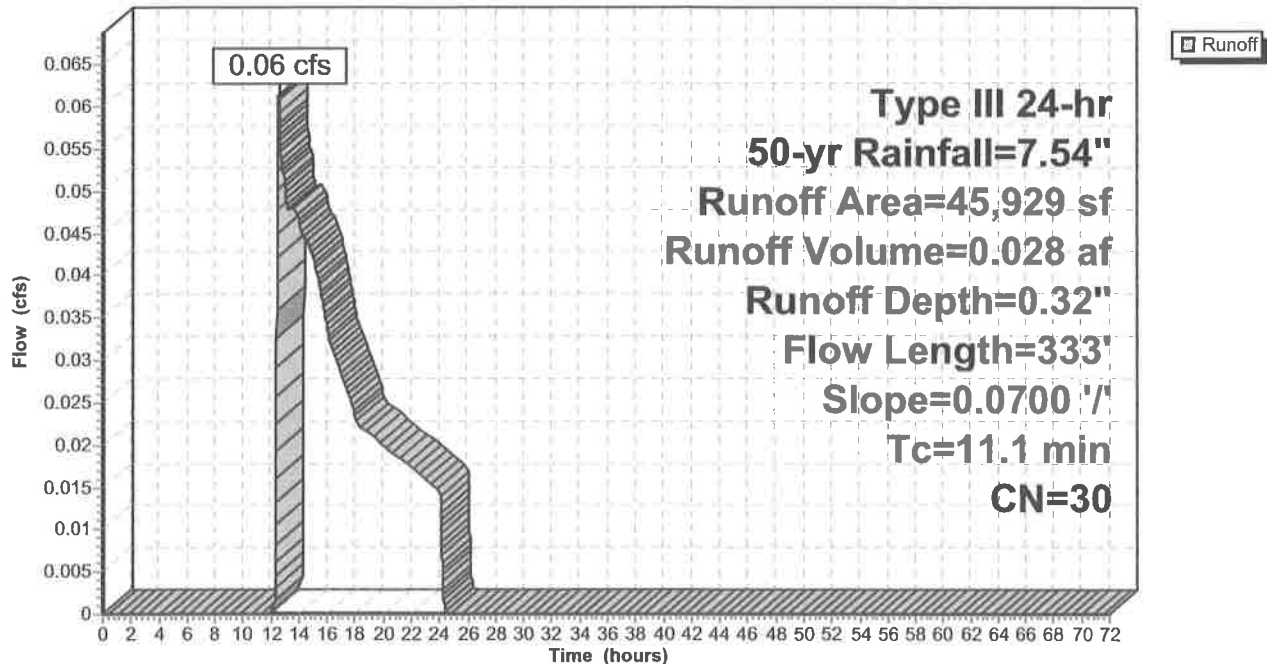 0.06 cfs
Runoff
Type III 24-hr
50-yr Rainfall=7.54"
Runoff Area=45,929 sf
Runoff Volume=0.028 af
Runoff Depth=0.32"
Flow Length=333'
Slope=0.0700 '/'
Tc=11.1 min
CN=30
Flow (cfs)
0.065
0.06
0.055
0.05
0.045
0.04
0.035
0.03
0.025
0.02
0.015
0.01
0.005
0
0 2 4 6 8 10 12 14 16 18 20 22 24 26 28 30 32 34 36 38 40 42 44 46 48 50 52 54 56 58 60 62 64 66 68 70 72
Time (hours)